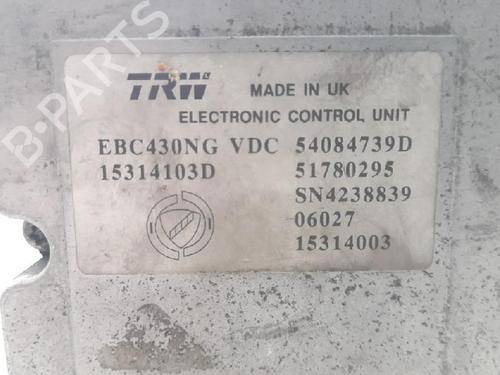 B-PARTS
TRW
MADE IN UK
ELECTRONIC CONTROL UNIT
EBC430NG VDC 54084739D
15314103D 51780295
SN4238839
06027
15314003